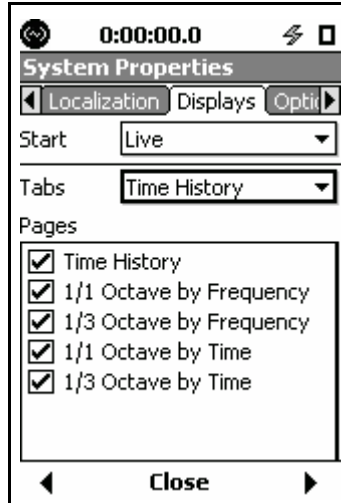 0:00:00.0
System Properties
Localization Displays Optic
Start Live
Tabs Time History
Pages
Time History
1/1 Octave by Frequency
1/3 Octave by Frequency
1/1 Octave by Time
1/3 Octave by Time
Close